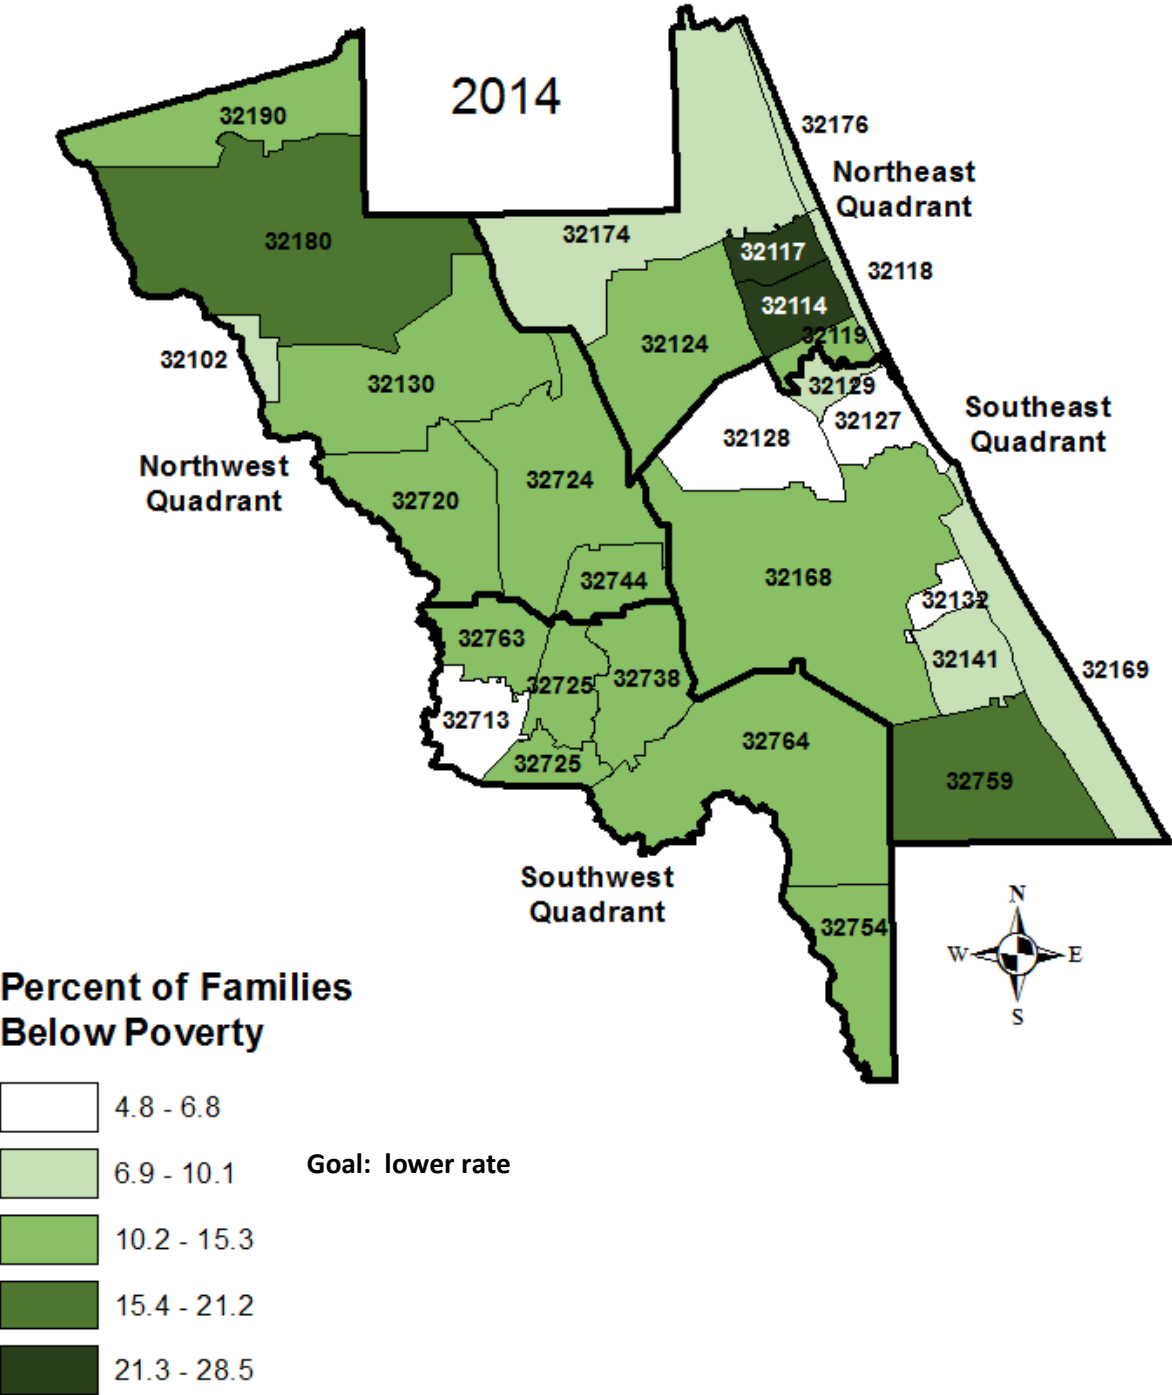 2014
32190
32176
Northeast
Quadrant
32180
32174
32117
32118
32114
32124
32119
32102
32130
32129
32127
Southeast
Quadrant
32128
Northwest
Quadrant
32724
32720
32168
32744
32132
32763
32141
32169
32725
32738
32713
32764
32725
32759
Southwest
Quadrant
32754
N
W
E
S
Percent of Families
Below Poverty
4.8 - 6.8
6.9 - 10.1
Goal:  lower rate
10.2 - 15.3
15.4 - 21.2
21.3 - 28.5